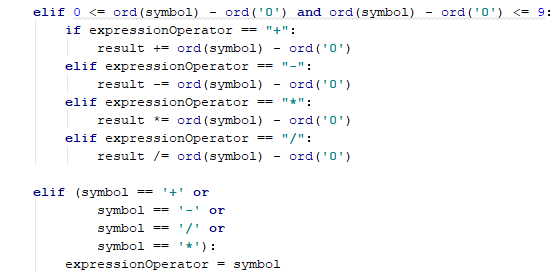 elif 0 <= ord(symbol) - ord('0') and ord(symbol) - ord('0') <= 9:
if expressionOperator == "+":
result += ord(symbol) - ord('0')
elif expressionOperator == "-":
result -= ord(symbol) - ord('0')
elif expressionOperator == "*":
result *= ord(symbol) - ord('0')
elif expressionOperator == "/":
result /= ord(symbol) - ord('0')
elif (symbol == '+' or
symbol == '-' or
symbol == '/' or
symbol == '*'):
expressionOperator = symbol